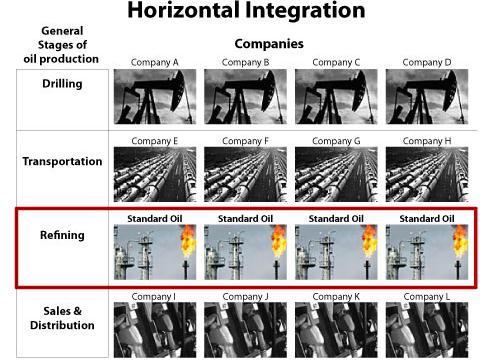 Horizontal Integration
General
Stages of
oil production
Companies
Company A Company B Company C Company D
Drilling
Company E Company F Company G Company H
Transportation
Standard Oil Standard Oil Standard Oil Standard Oil
Refining
Company I Company J Company K Company L
Sales &
Distribution